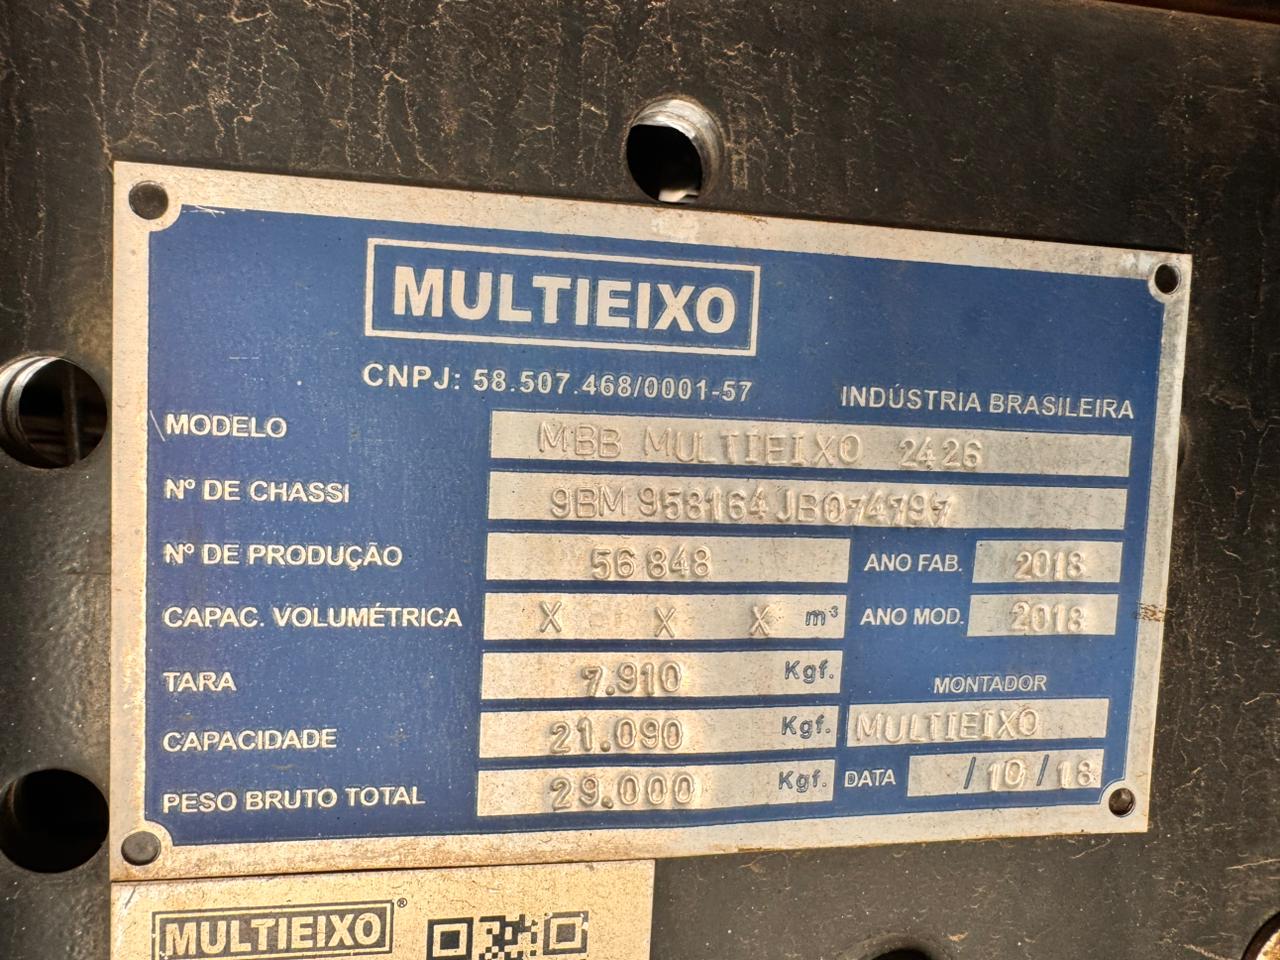 MULTIEIXO
CNPJ: 58.507.468/0001-57
INDÚSTRIA BRASILEIRA
MODELO MBB MULTIEIXO 2426
Nº DE CHASSI 9BM958164JB074797
Nº DE PRODUÇÃO 56848 ANO FAB. 2018
CAPAC. VOLUMÉTRICA X X X m³ ANO MOD. 2018
TARA 7.910 Kgf. MONTADOR
CAPACIDADE 21.090 Kgf. MULTIEIXO
PESO BRUTO TOTAL 29.000 Kgf. DATA /10/18
MULTIEIXO®